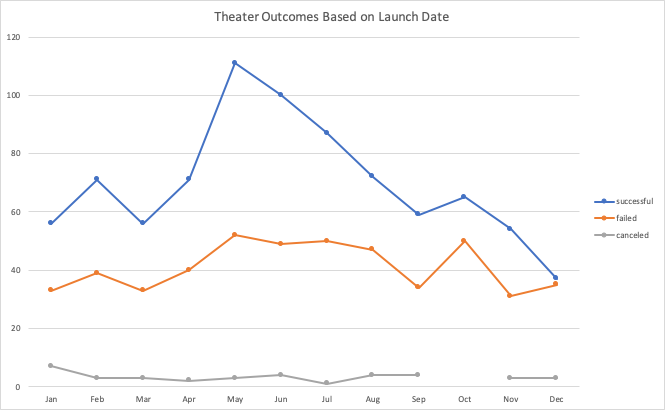 Theater Outcomes Based on Launch Date
120
100
80
60
40
20
0
Jan Feb Mar Apr May Jun Jul Aug Sep Oct Nov Dec
successful
failed
canceled